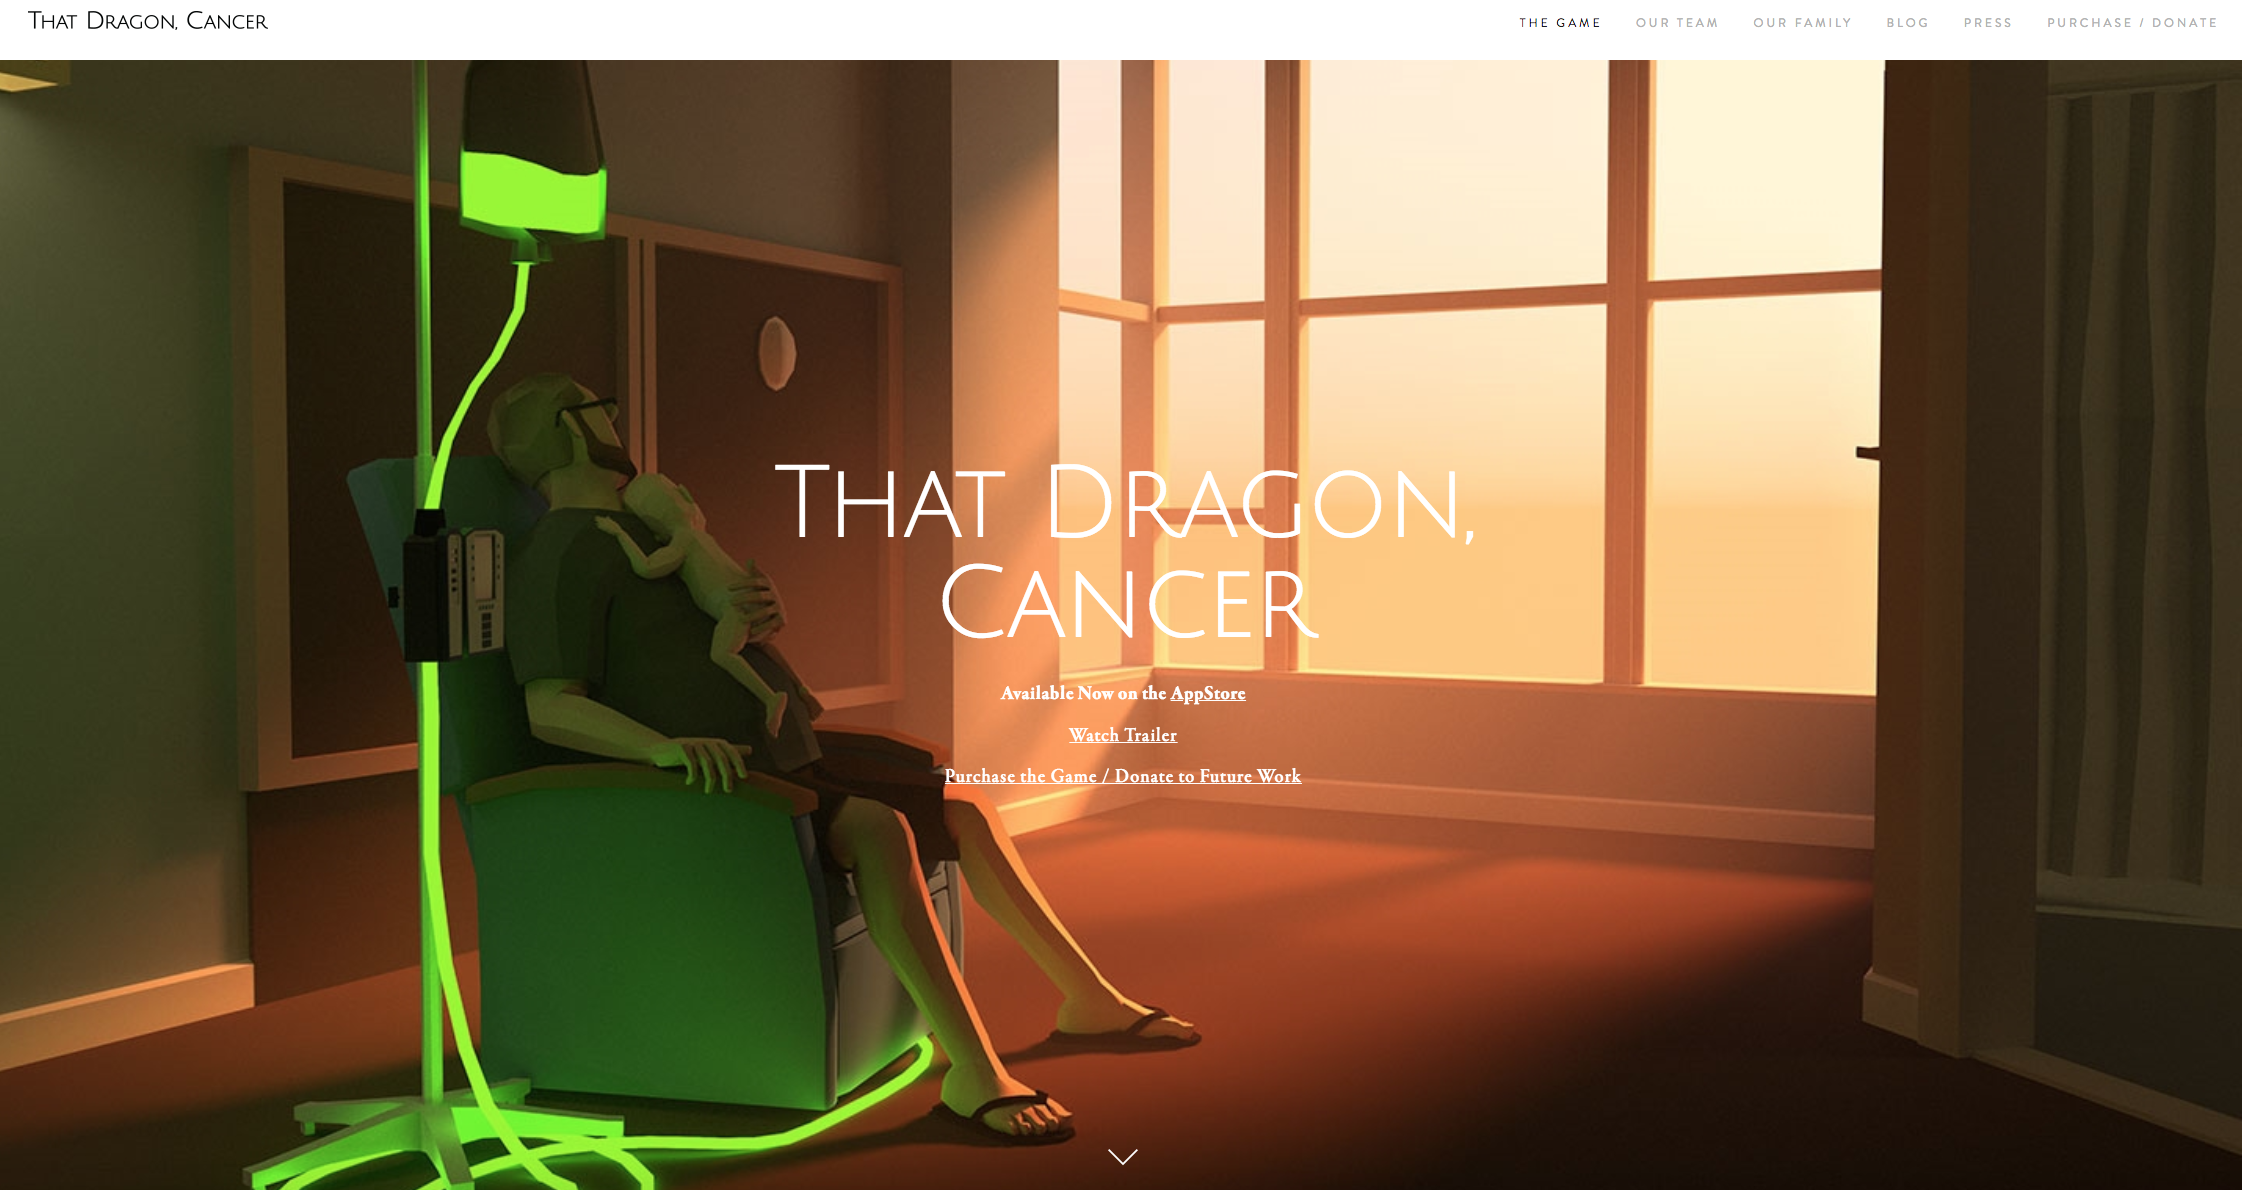 That Dragon, Cancer
THE GAME OUR TEAM OUR FAMILY BLOG PRESS PURCHASE / DONATE
That Dragon,
Cancer
Available Now on the AppStore
Watch Trailer
Purchase the Game / Donate to Future Work